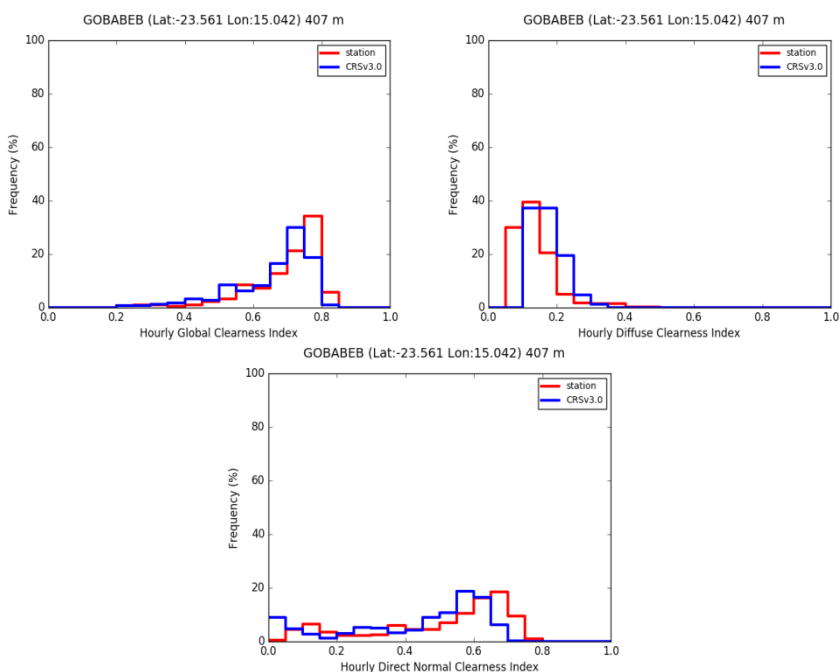 GOBABEB (Lat:-23.561 Lon:15.042) 407 m
100
80
60
40
20
0
Frequency (%)
station
CRSv3.0
0.0 0.2 0.4 0.6 0.8 1.0
Hourly Global Clearness Index
GOBABEB (Lat:-23.561 Lon:15.042) 407 m
100
80
60
40
20
0
Frequency (%)
station
CRSv3.0
0.0 0.2 0.4 0.6 0.8 1.0
Hourly Diffuse Clearness Index
GOBABEB (Lat:-23.561 Lon:15.042) 407 m
100
80
60
40
20
0
Frequency (%)
station
CRSv3.0
0.0 0.2 0.4 0.6 0.8 1.0
Hourly Direct Normal Clearness Index